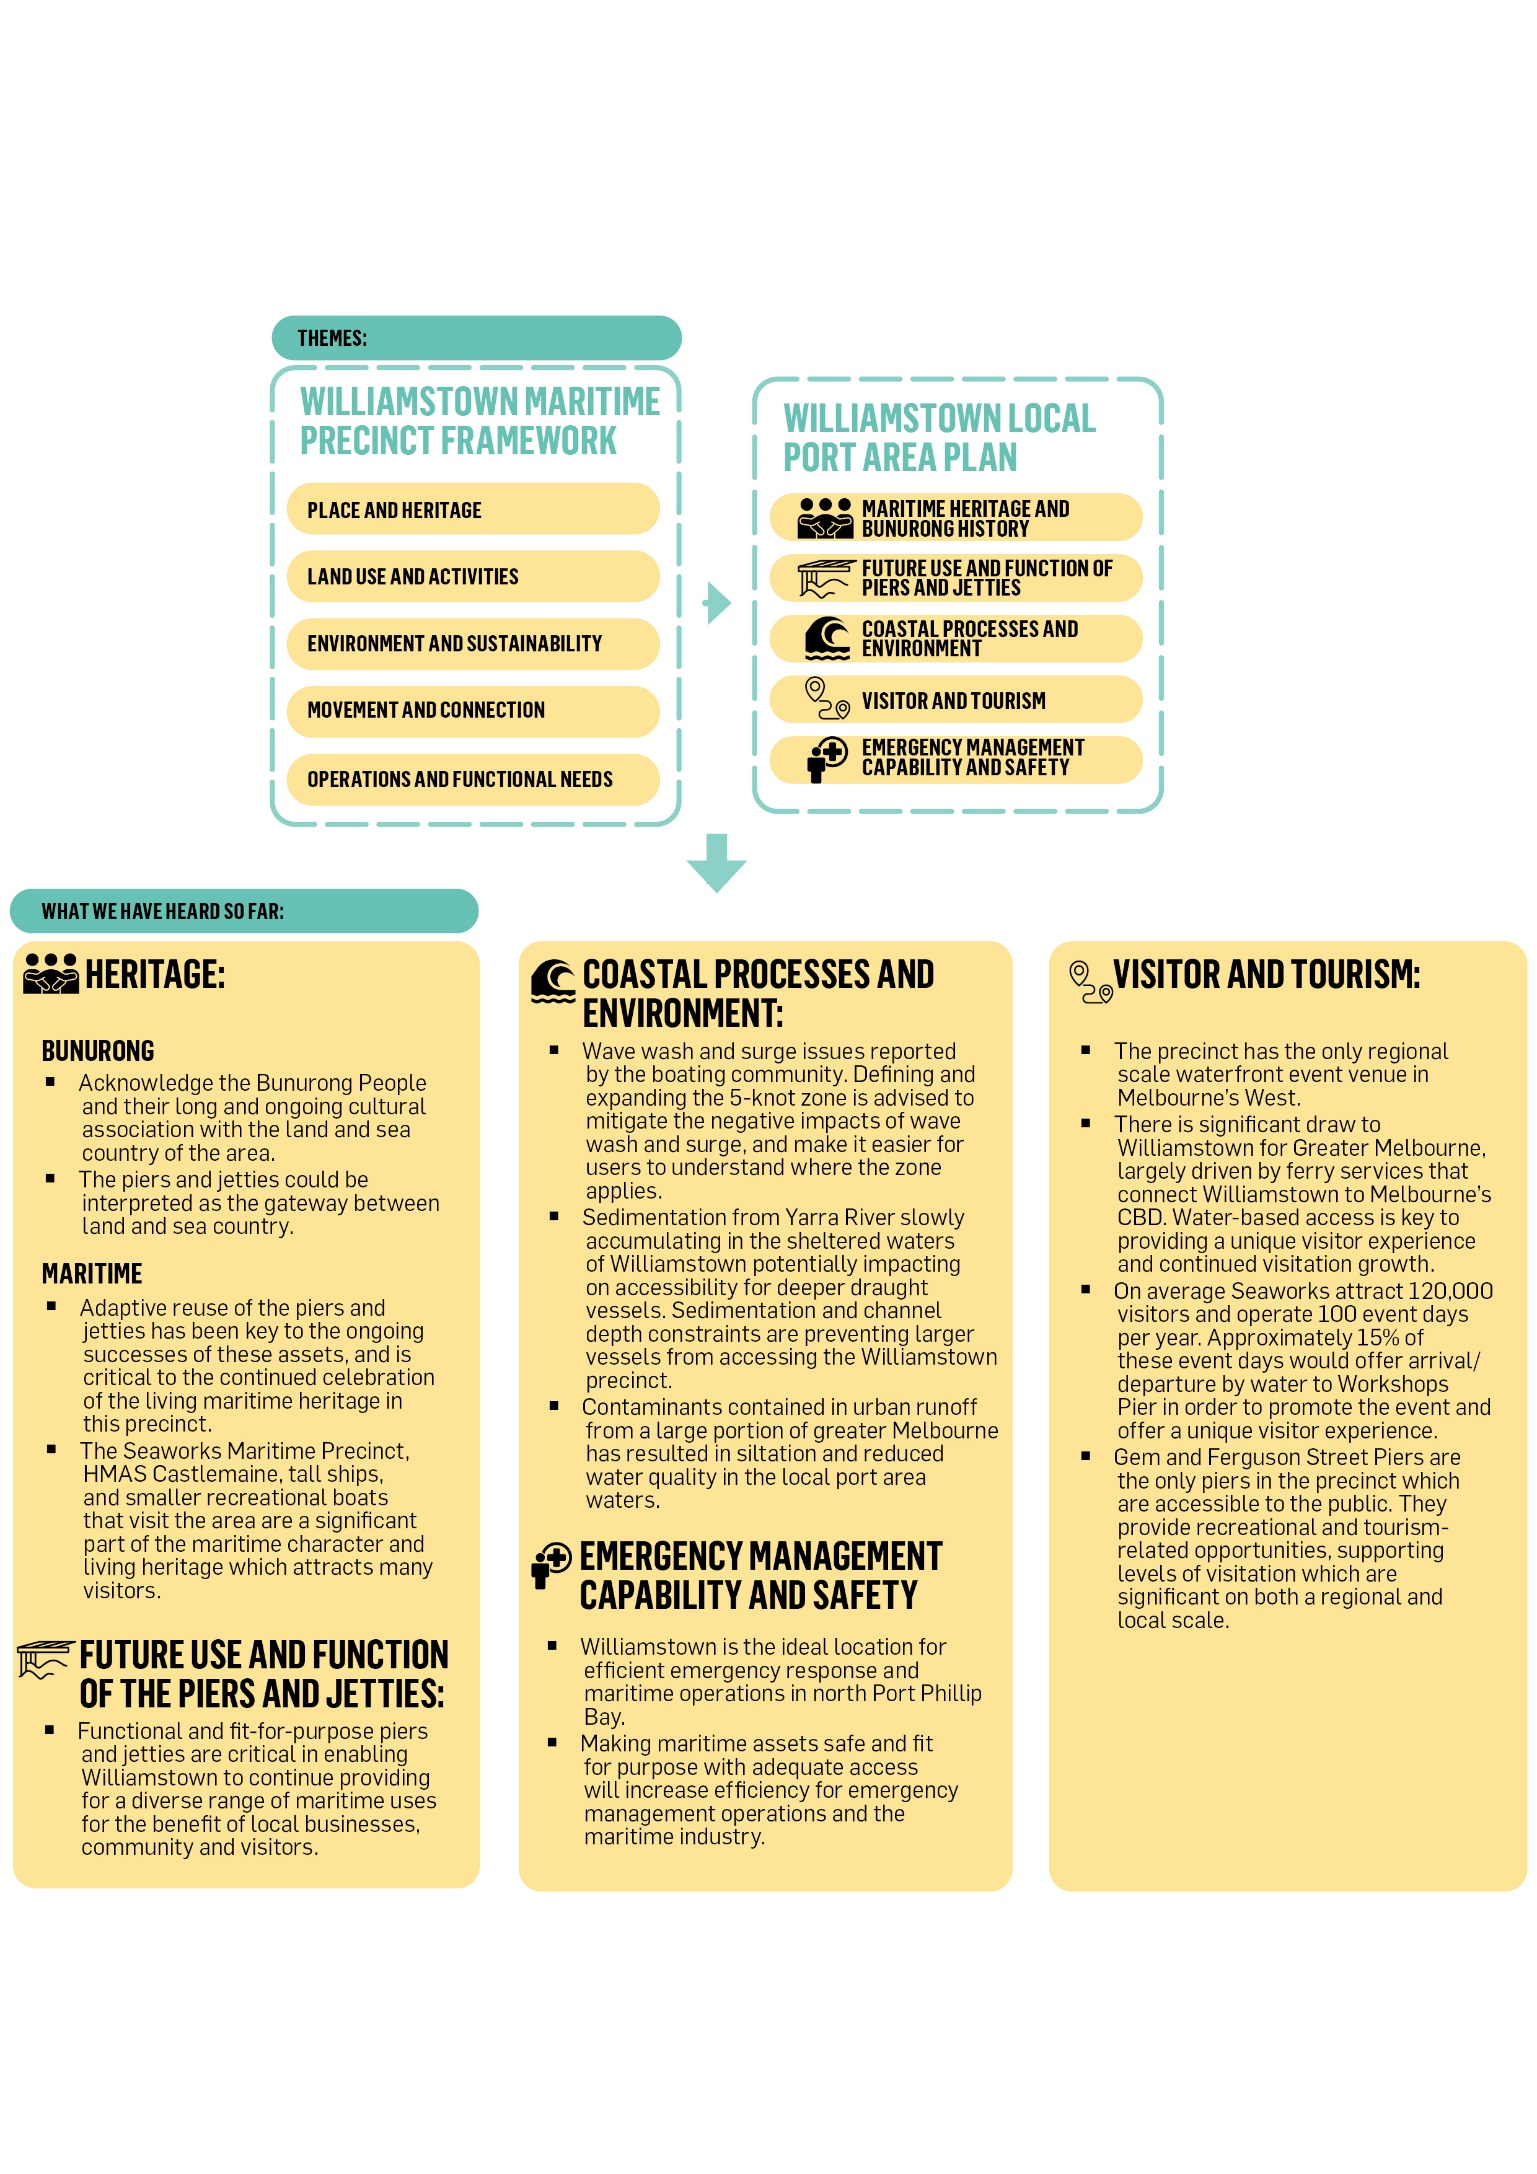 THEMES:
WILLIAMSTOWN MARITIME
PRECINCT FRAMEWORK
PLACE AND HERITAGE
LAND USE AND ACTIVITIES
ENVIRONMENT AND SUSTAINABILITY
MOVEMENT AND CONNECTION
OPERATIONS AND FUNCTIONAL NEEDS
WILLIAMSTOWN LOCAL
PORT AREA PLAN
MARITIME HERITAGE AND
BUNURONG HISTORY
FUTURE USE AND FUNCTION OF
PIERS AND JETTIES
COASTAL PROCESSES AND
ENVIRONMENT
VISITOR AND TOURISM
EMERGENCY MANAGEMENT
CAPABILITY AND SAFETY
WHAT WE HAVE HEARD SO FAR:
HERITAGE:
BUNURONG
▪ Acknowledge the Bunurong People
and their long and ongoing cultural
association with the land and sea
country of the area.
▪ The piers and jetties could be
interpreted as the gateway between
land and sea country.
MARITIME
▪ Adaptive reuse of the piers and
jetties has been key to the ongoing
successes of these assets, and is
critical to the continued celebration
of the living maritime heritage in
this precinct.
▪ The Seaworks Maritime Precinct,
HMAS Castlemaine, tall ships,
and smaller recreational boats
that visit the area are a significant
part of the maritime character and
living heritage which attracts many
visitors.
FUTURE USE AND FUNCTION
OF THE PIERS AND JETTIES:
▪ Functional and fit-for-purpose piers
and jetties are critical in enabling
Williamstown to continue providing
for a diverse range of maritime uses
for the benefit of local businesses,
community and visitors.
COASTAL PROCESSES AND
ENVIRONMENT:
▪ Wave wash and surge issues reported
by the boating community. Defining and
expanding the 5-knot zone is advised to
mitigate the negative impacts of wave
wash and surge, and make it easier for
users to understand where the zone
applies.
▪ Sedimentation from Yarra River slowly
accumulating in the sheltered waters
of Williamstown potentially impacting
on accessibility for deeper draught
vessels. Sedimentation and channel
depth constraints are preventing larger
vessels from accessing the Williamstown
precinct.
▪ Contaminants contained in urban runoff
from a large portion of greater Melbourne
has resulted in siltation and reduced
water quality in the local port area
waters.
EMERGENCY MANAGEMENT
CAPABILITY AND SAFETY
▪ Williamstown is the ideal location for
efficient emergency response and
maritime operations in north Port Phillip
Bay.
▪ Making maritime assets safe and fit
for purpose with adequate access
will increase efficiency for emergency
management operations and the
maritime industry.
VISITOR AND TOURISM:
▪ The precinct has the only regional
scale waterfront event venue in
Melbourne's West.
▪ There is significant draw to
Williamstown for Greater Melbourne,
largely driven by ferry services that
connect Williamstown to Melbourne's
CBD. Water-based access is key to
providing a unique visitor experience
and continued visitation growth.
▪ On average Seaworks attract 120,000
visitors and operate 100 event days
per year. Approximately 15% of
these event days would offer arrival/
departure by water to Workshops
Pier in order to promote the event and
offer a unique visitor experience.
▪ Gem and Ferguson Street Piers are
the only piers in the precinct which
are accessible to the public. They
provide recreational and tourism-
related opportunities, supporting
levels of visitation which are
significant on both a regional and
local scale.